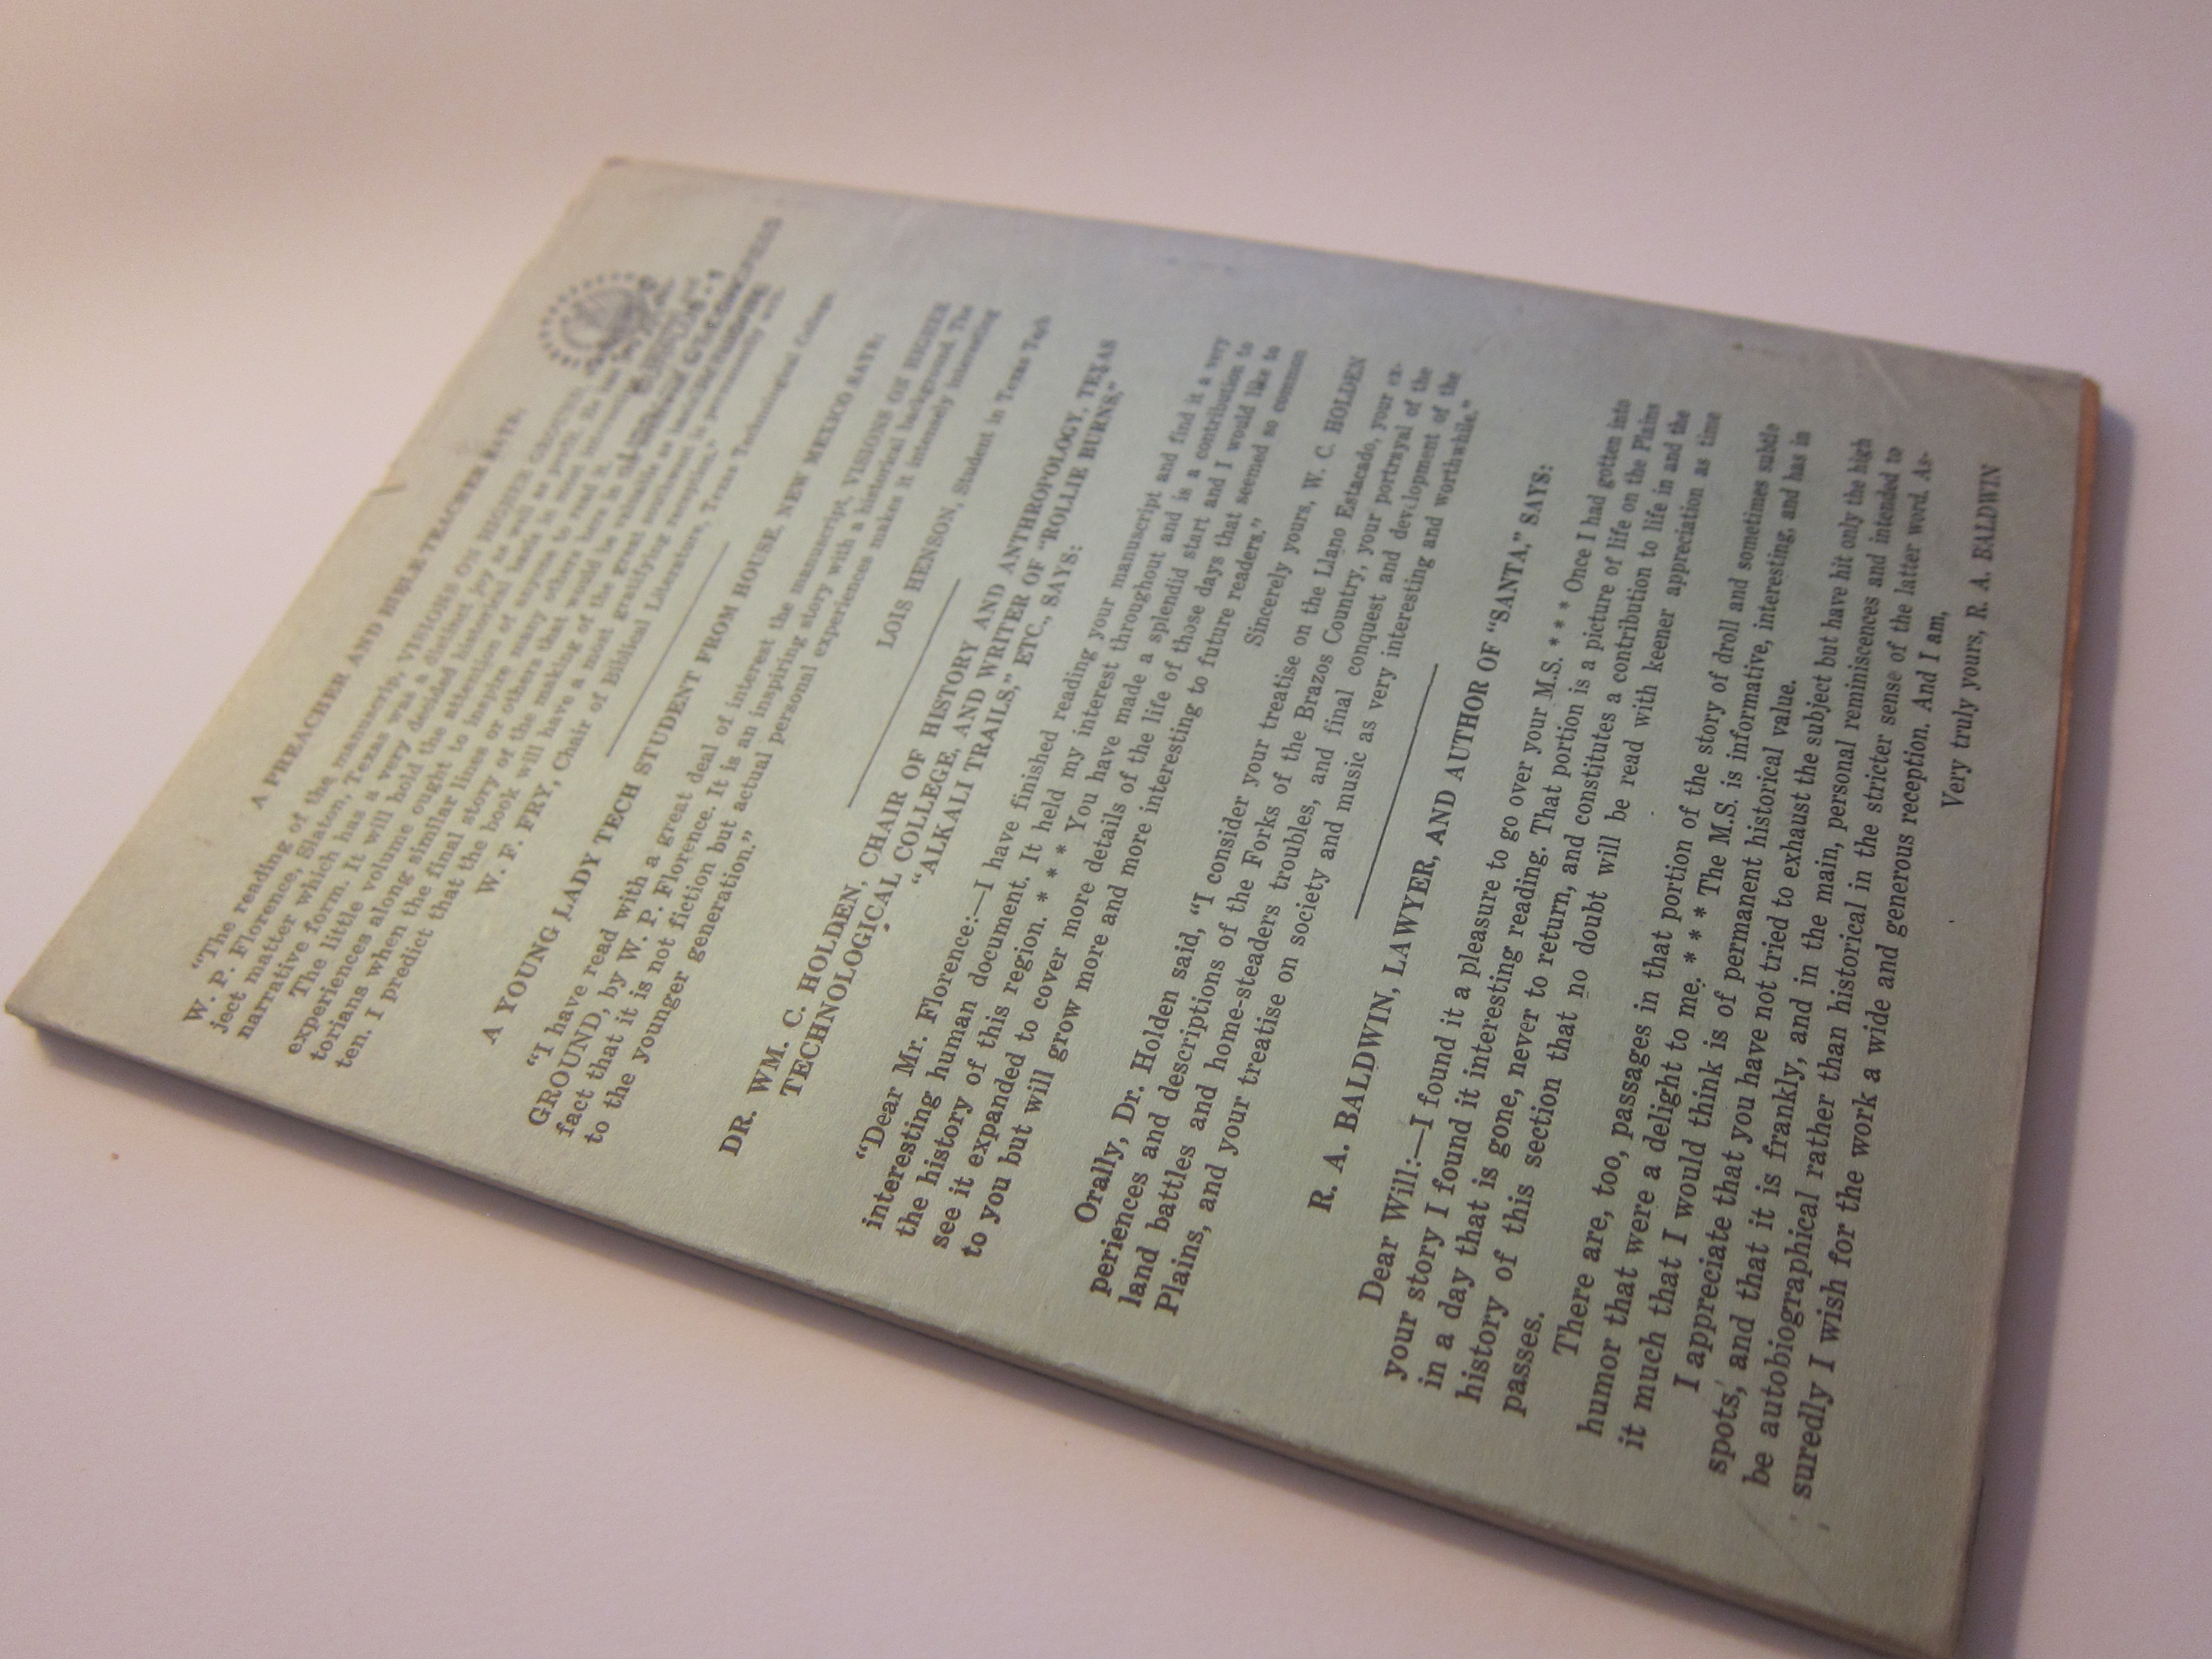 A PREACHER AND BIBLE TEACHER SAYS:
"The reading of the manuscrip, VISIONS ON HIGHER GROUND,
W. P. Florence, Slaton, Texas was a distinct joy as well as
ject matter which has a very decided historical basis in most
narrative form. It will hold the attention of anyone to read it.
The little volume ought to inspire many others here in
experiences along similar lines or others that would be valuable as
torians when the final story of the making of the great southwest is
ten. I predict that the book will have a most gratifying reception."
W. F. FRY, Chair of Biblical Literature, Texas Technological College.
A YOUNG LADY TECH STUDENT FROM HOUSE, NEW MEXICO SAYS:
"I have read with a great deal of interest the manuscript, VISIONS ON HIGHER
GROUND, by W. P. Florence. It is an inspiring story with a historical background. The
fact that it is not fiction but actual personal experiences makes it intensely interesting
to the younger generation."
LOIS HENSON, Student in Texas Tech
DR. WM. C. HOLDEN, CHAIR OF HISTORY AND ANTHROPOLOGY, TEXAS
TECHNOLOGICAL COLLEGE, AND WRITER OF "ROLLIE BURNS,"
"ALKALI TRAILS," ETC., SAYS:
"Dear Mr. Florence:—I have finished reading your manuscript and find it a very
interesting human document. It held my interest throughout and is a contribution to
the history of this region. * * * You have made a splendid start and I would like to
see it expanded to cover more details of the life of those days that seemed so common
to you but will grow more and more interesting to future readers,"
Sincerely yours, W. C. HOLDEN
Orally, Dr. Holden said, "I consider your treatise on the Llano Estacado, your ex-
periences and descriptions of the Forks of the Brazos Country, your portrayal of the
land battles and home-steaders troubles, and final conquest and development of the
Plains, and your treatise on society and music as very interesting and worthwhile."
R. A. BALDWIN, LAWYER, AND AUTHOR OF "SANTA," SAYS:
Dear Will:—I found it a pleasure to go over your M.S. * * * Once I had gotten into
your story I found it interesting reading. That portion is a picture of life on the Plains
in a day that is gone, never to return, and constitutes a contribution to life in and the
history of this section that no doubt will be read with keener appreciation as time
passes.
There are, too, passages in that portion of the story of droll and sometimes subtle
humor that were a delight to me. * * * The M.S. is informative, interesting, and has in
it much that I would think is of permanent historical value.
I appreciate that you have not tried to exhaust the subject but have hit only the high
spots, and that it is frankly, and in the main, personal reminiscences and intended to
be autobiographical rather than historical in the stricter sense of the latter word. As-
suredly I wish for the work a wide and generous reception. And I am,
Very truly yours, R. A. BALDWIN